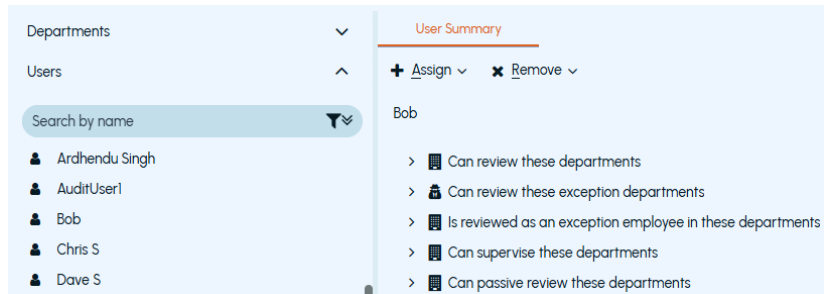 Departments
Users
Search by name
Ardhendu Singh
AuditUser1
Bob
Chris S
Dave S
User Summary
Assign
Remove
Bob
Can review these departments
Can review these exception departments
Is reviewed as an exception employee in these departments
Can supervise these departments
Can passive review these departments